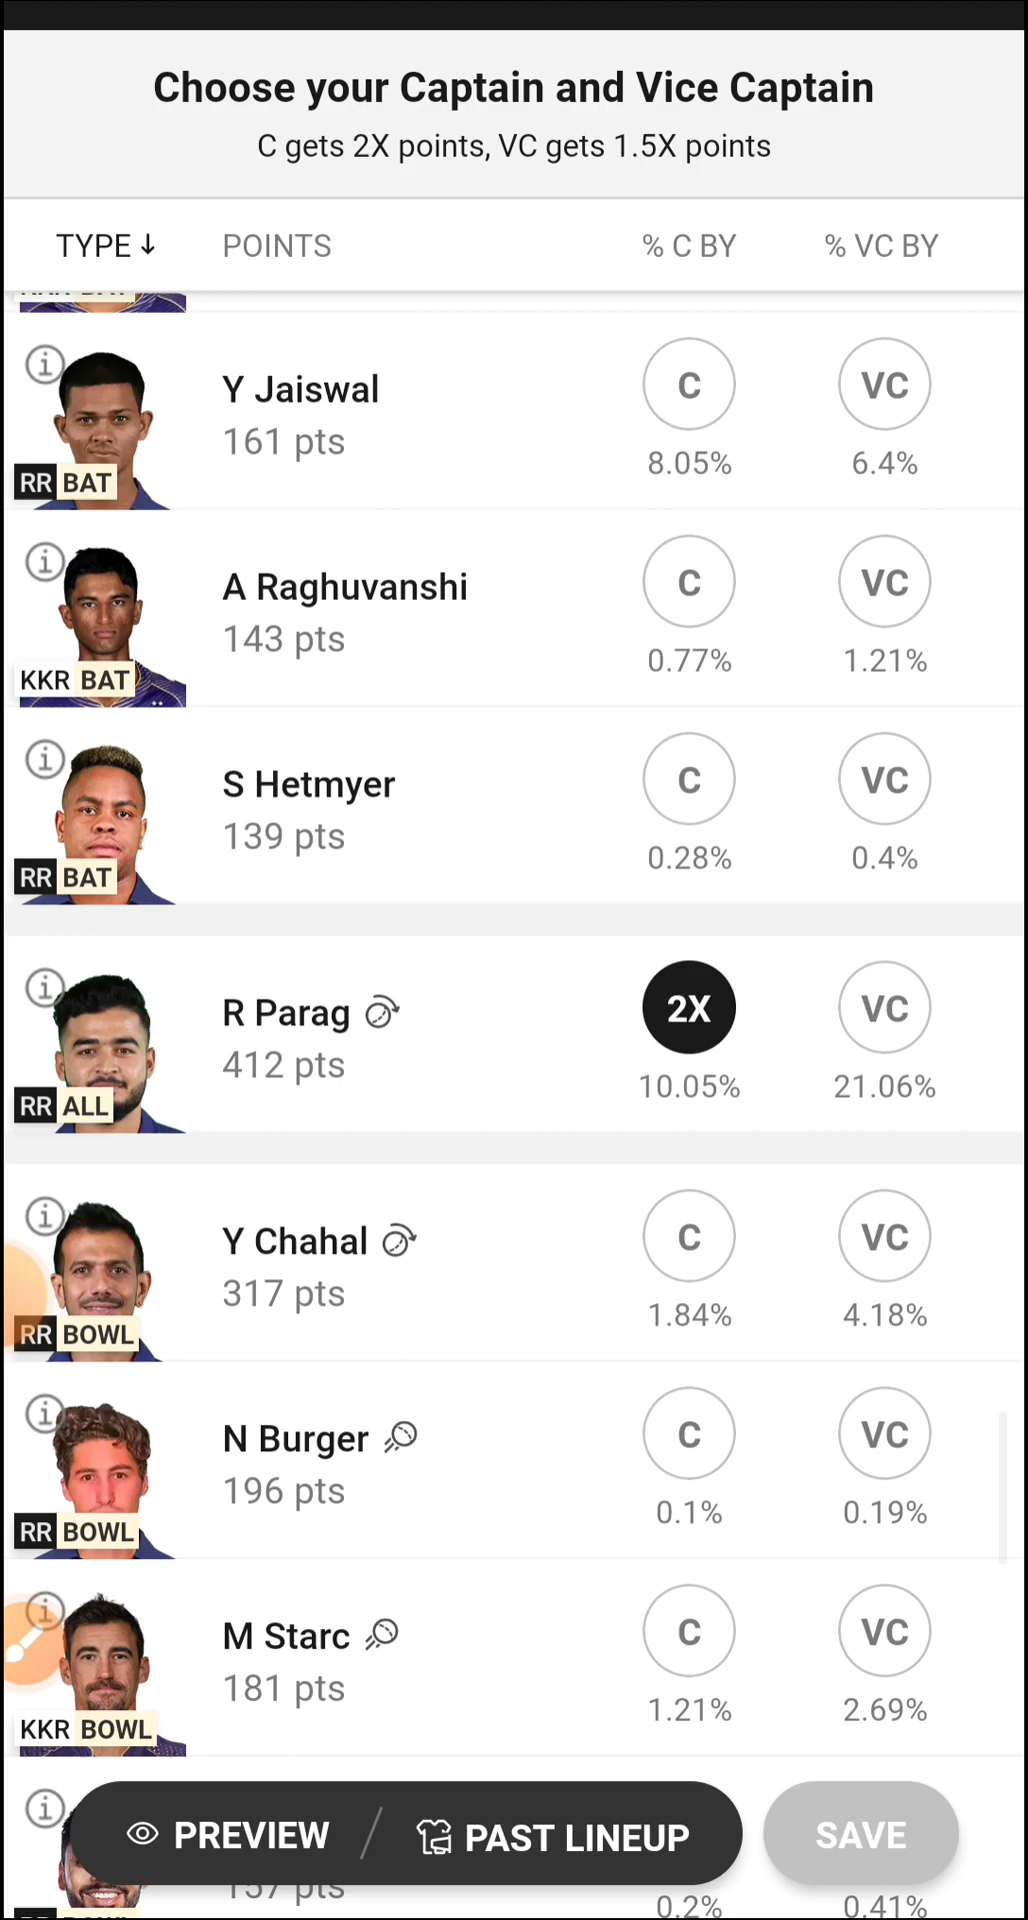 Choose your Captain and Vice Captain
C gets 2X points, VC gets 1.5X points
TYPE ↓ POINTS % C BY % VC BY
Y Jaiswal C VC
161 pts
8.05% 6.4%
RR BAT
A Raghuvanshi C VC
143 pts
0.77% 1.21%
KKR BAT
S Hetmyer C VC
139 pts
0.28% 0.4%
RR BAT
R Parag 2X VC
412 pts
10.05% 21.06%
RR ALL
Y Chahal C VC
317 pts
1.84% 4.18%
RR BOWL
N Burger C VC
196 pts
0.1% 0.19%
RR BOWL
M Starc C VC
181 pts
1.21% 2.69%
KKR BOWL
PREVIEW / PAST LINEUP SAVE
157 pts
0.2% 0.41%